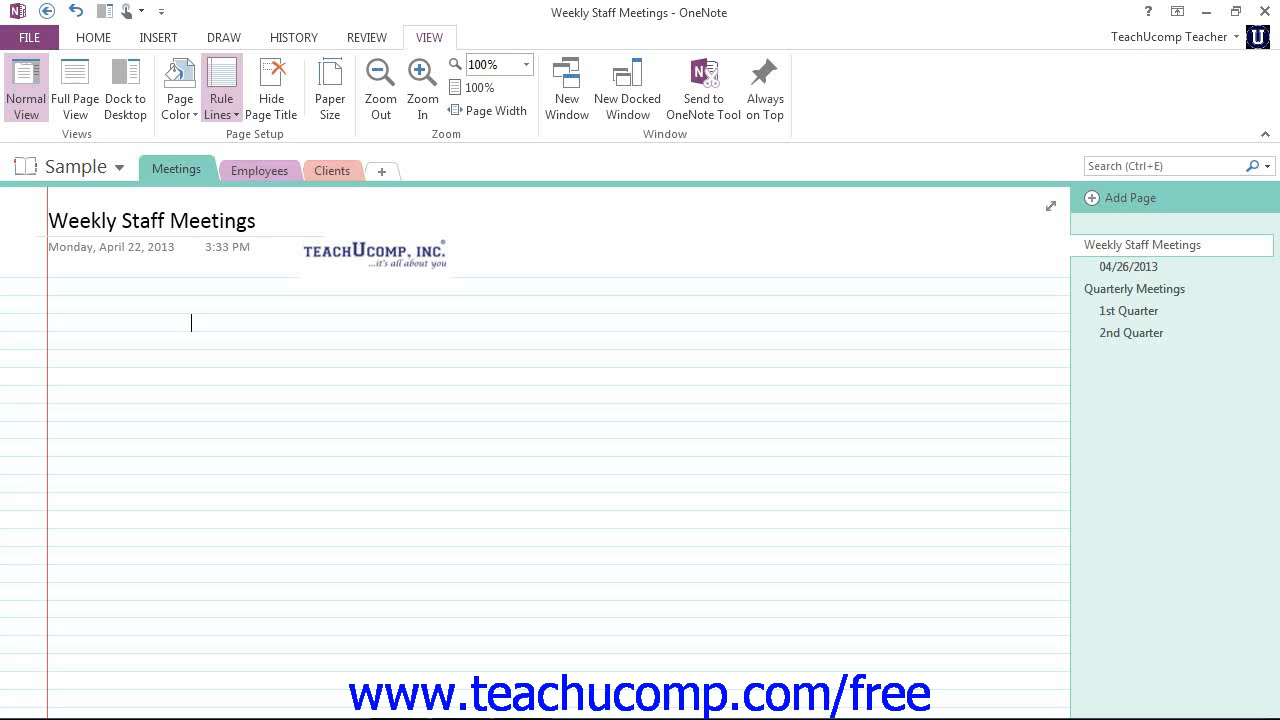 Weekly Staff Meetings - OneNote
?
FILE HOME INSERT DRAW HISTORY REVIEW VIEW TeachUcomp Teacher U
Normal View
Full Page View
Dock to Desktop
Views
Page Color
Rule Lines
Hide Page Title
Paper Size
Page Setup
Zoom Out
Zoom In
100%
100%
Page Width
Zoom
New Window
New Docked Window
Send to OneNote Tool
Always on Top
Window
Sample Meetings Employees Clients + Search (Ctrl+E)
Add Page
Weekly Staff Meetings
Monday, April 22, 2013 3:33 PM
TEACHUCOMP, INC.®
...it's all about you
Weekly Staff Meetings
04/26/2013
Quarterly Meetings
1st Quarter
2nd Quarter
www.teachucomp.com/free